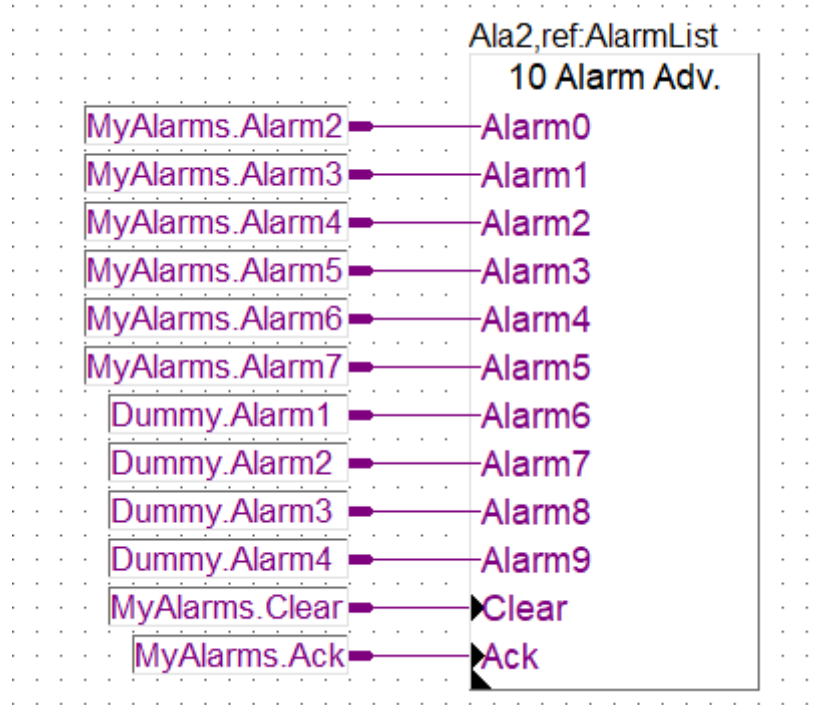 Ala2,ref:AlarmList
10 Alarm Adv.
MyAlarms.Alarm2 Alarm0
MyAlarms.Alarm3 Alarm1
MyAlarms.Alarm4 Alarm2
MyAlarms.Alarm5 Alarm3
MyAlarms.Alarm6 Alarm4
MyAlarms.Alarm7 Alarm5
Dummy.Alarm1 Alarm6
Dummy.Alarm2 Alarm7
Dummy.Alarm3 Alarm8
Dummy.Alarm4 Alarm9
MyAlarms.Clear Clear
MyAlarms.Ack Ack